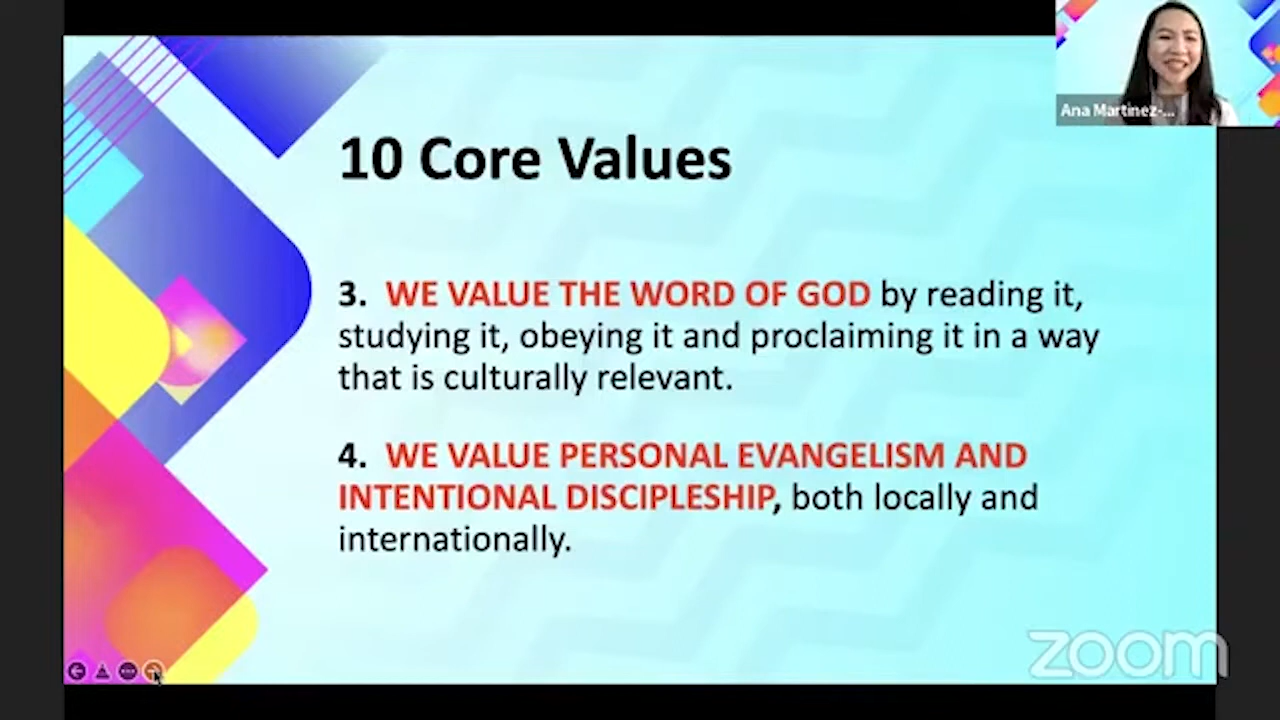 Ana Martinez-...
10 Core Values
3. WE VALUE THE WORD OF GOD by reading it,
studying it, obeying it and proclaiming it in a way
that is culturally relevant.
4. WE VALUE PERSONAL EVANGELISM AND
INTENTIONAL DISCIPLESHIP, both locally and
internationally.
zoom